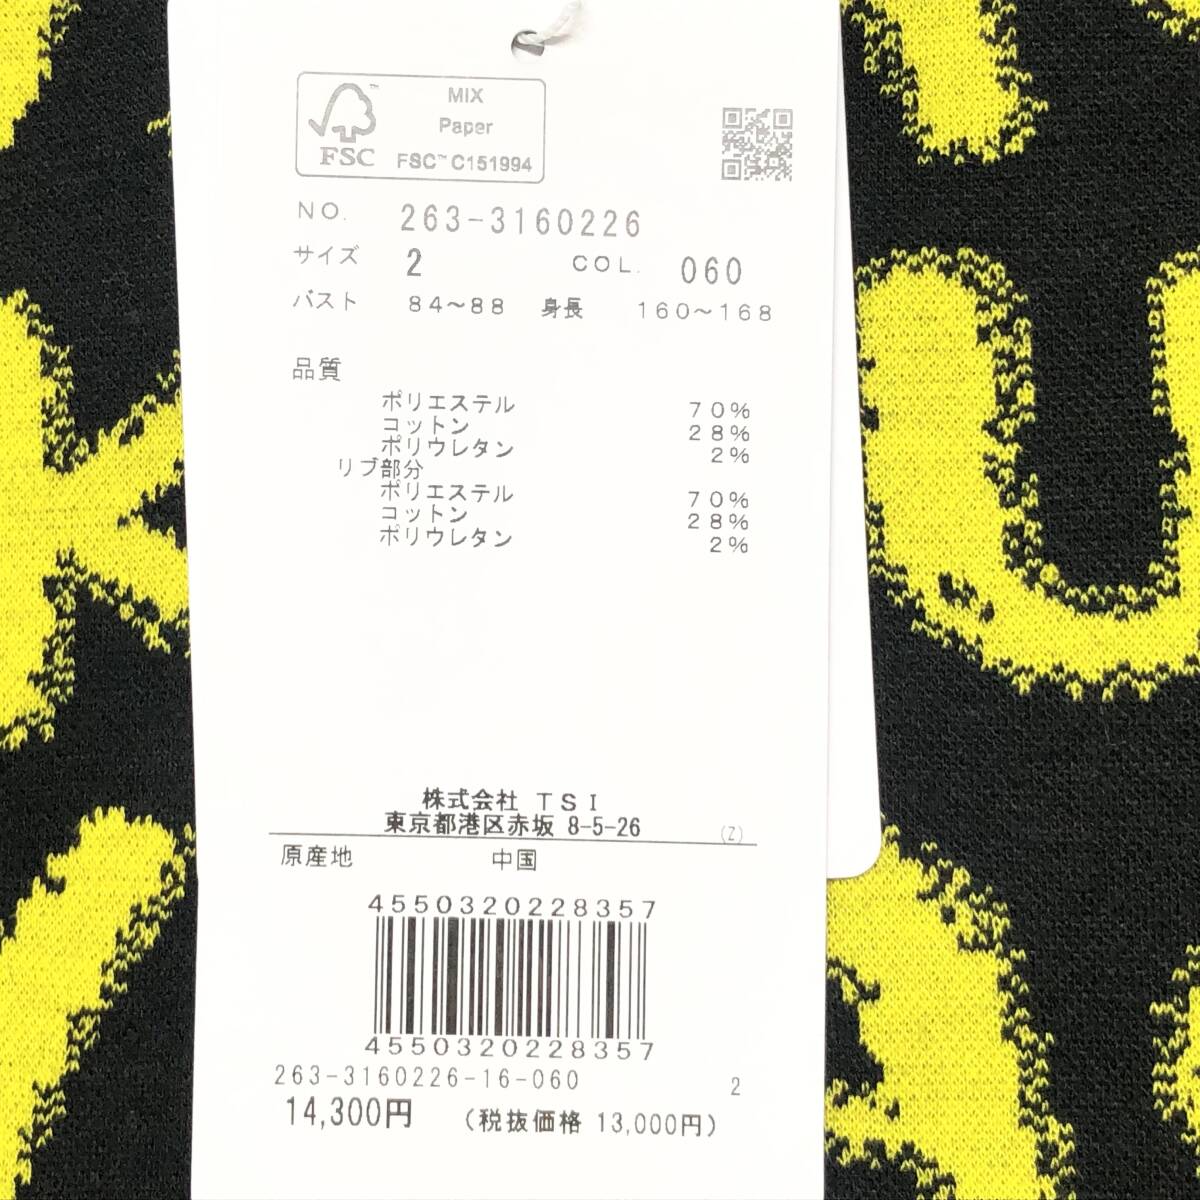 MIX
Paper
FSC™ C151994
FSC
NO. 263-3160226
サイズ 2 COL. 060
バスト 84～88 身長 160～168
品質
ポリエステル 70%
コットン 28%
ポリウレタン 2%
リブ部分
ポリエステル 70%
コットン 28%
ポリウレタン 2%
株式会社 TSI
東京都港区赤坂 8-5-26 (Z)
原産地 中国
4550320228357
4550320228357
263-3160226-16-060 2
14,300円 (税抜価格 13,000円)